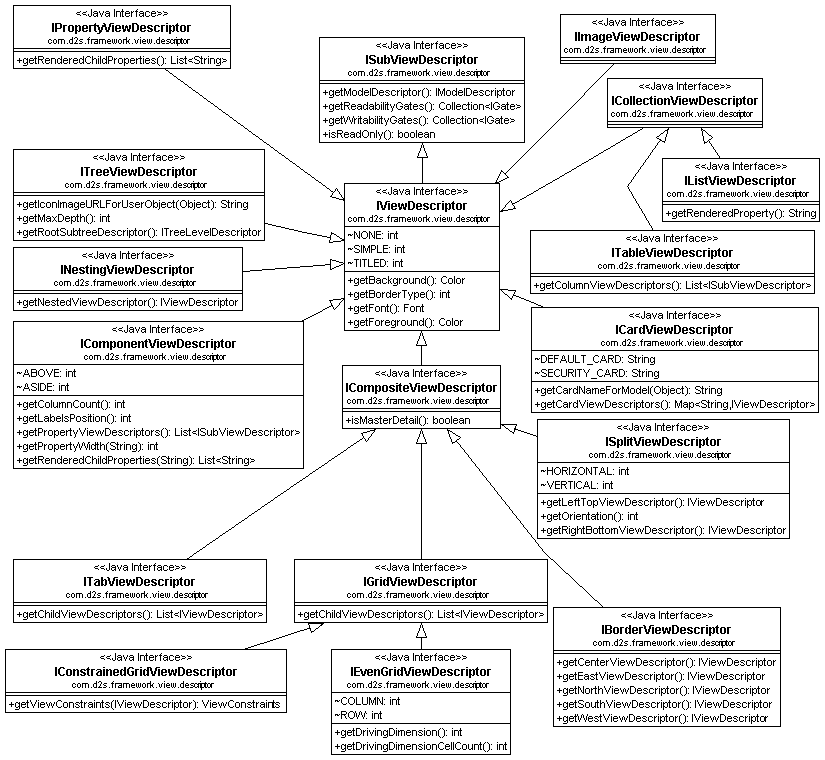 <<Java Interface>>
IPropertyViewDescriptor
com.d2s.framework.view.descriptor
+getRenderedChildProperties(): List<String>
<<Java Interface>>
ISubViewDescriptor
com.d2s.framework.view.descriptor
+getModelDescriptor(): IModelDescriptor
+getReadabilityGates(): Collection<IGate>
+getWritabilityGates(): Collection<IGate>
+isReadOnly(): boolean
<<Java Interface>>
IImageViewDescriptor
com.d2s.framework.view.descriptor
<<Java Interface>>
ICollectionViewDescriptor
com.d2s.framework.view.descriptor
<<Java Interface>>
ITreeViewDescriptor
com.d2s.framework.view.descriptor
+getIconImageURLForUserObject(Object): String
+getMaxDepth(): int
+getRootSubtreeDescriptor(): ITreeLevelDescriptor
<<Java Interface>>
IViewDescriptor
com.d2s.framework.view.descriptor
~NONE: int
~SIMPLE: int
~TITLED: int
+getBackground(): Color
+getBorderType(): int
+getFont(): Font
+getForeground(): Color
<<Java Interface>>
IListViewDescriptor
com.d2s.framework.view.descriptor
+getRenderedProperty(): String
<<Java Interface>>
ITableViewDescriptor
com.d2s.framework.view.descriptor
+getColumnViewDescriptors(): List<ISubViewDescriptor>
<<Java Interface>>
INestingViewDescriptor
com.d2s.framework.view.descriptor
+getNestedViewDescriptor(): IViewDescriptor
<<Java Interface>>
IComponentViewDescriptor
com.d2s.framework.view.descriptor
~ABOVE: int
~ASIDE: int
+getColumnCount(): int
+getLabelsPosition(): int
+getPropertyViewDescriptors(): List<ISubViewDescriptor>
+getPropertyWidth(String): int
+getRenderedChildProperties(String): List<String>
<<Java Interface>>
ICardViewDescriptor
com.d2s.framework.view.descriptor
~DEFAULT_CARD: String
~SECURITY_CARD: String
+getCardNameForModel(Object): String
+getCardViewDescriptors(): Map<String,IViewDescriptor>
<<Java Interface>>
ICompositeViewDescriptor
com.d2s.framework.view.descriptor
+isMasterDetail(): boolean
<<Java Interface>>
ISplitViewDescriptor
com.d2s.framework.view.descriptor
~HORIZONTAL: int
~VERTICAL: int
+getLeftTopViewDescriptor(): IViewDescriptor
+getOrientation(): int
+getRightBottomViewDescriptor(): IViewDescriptor
<<Java Interface>>
ITabViewDescriptor
com.d2s.framework.view.descriptor
+getChildViewDescriptors(): List<IViewDescriptor>
<<Java Interface>>
IGridViewDescriptor
com.d2s.framework.view.descriptor
+getChildViewDescriptors(): List<IViewDescriptor>
<<Java Interface>>
IBorderViewDescriptor
com.d2s.framework.view.descriptor
+getCenterViewDescriptor(): IViewDescriptor
+getEastViewDescriptor(): IViewDescriptor
+getNorthViewDescriptor(): IViewDescriptor
+getSouthViewDescriptor(): IViewDescriptor
+getWestViewDescriptor(): IViewDescriptor
<<Java Interface>>
IConstrainedGridViewDescriptor
com.d2s.framework.view.descriptor
+getViewConstraints(IViewDescriptor): ViewConstraints
<<Java Interface>>
IEvenGridViewDescriptor
com.d2s.framework.view.descriptor
~COLUMN: int
~ROW: int
+getDrivingDimension(): int
+getDrivingDimensionCellCount(): int